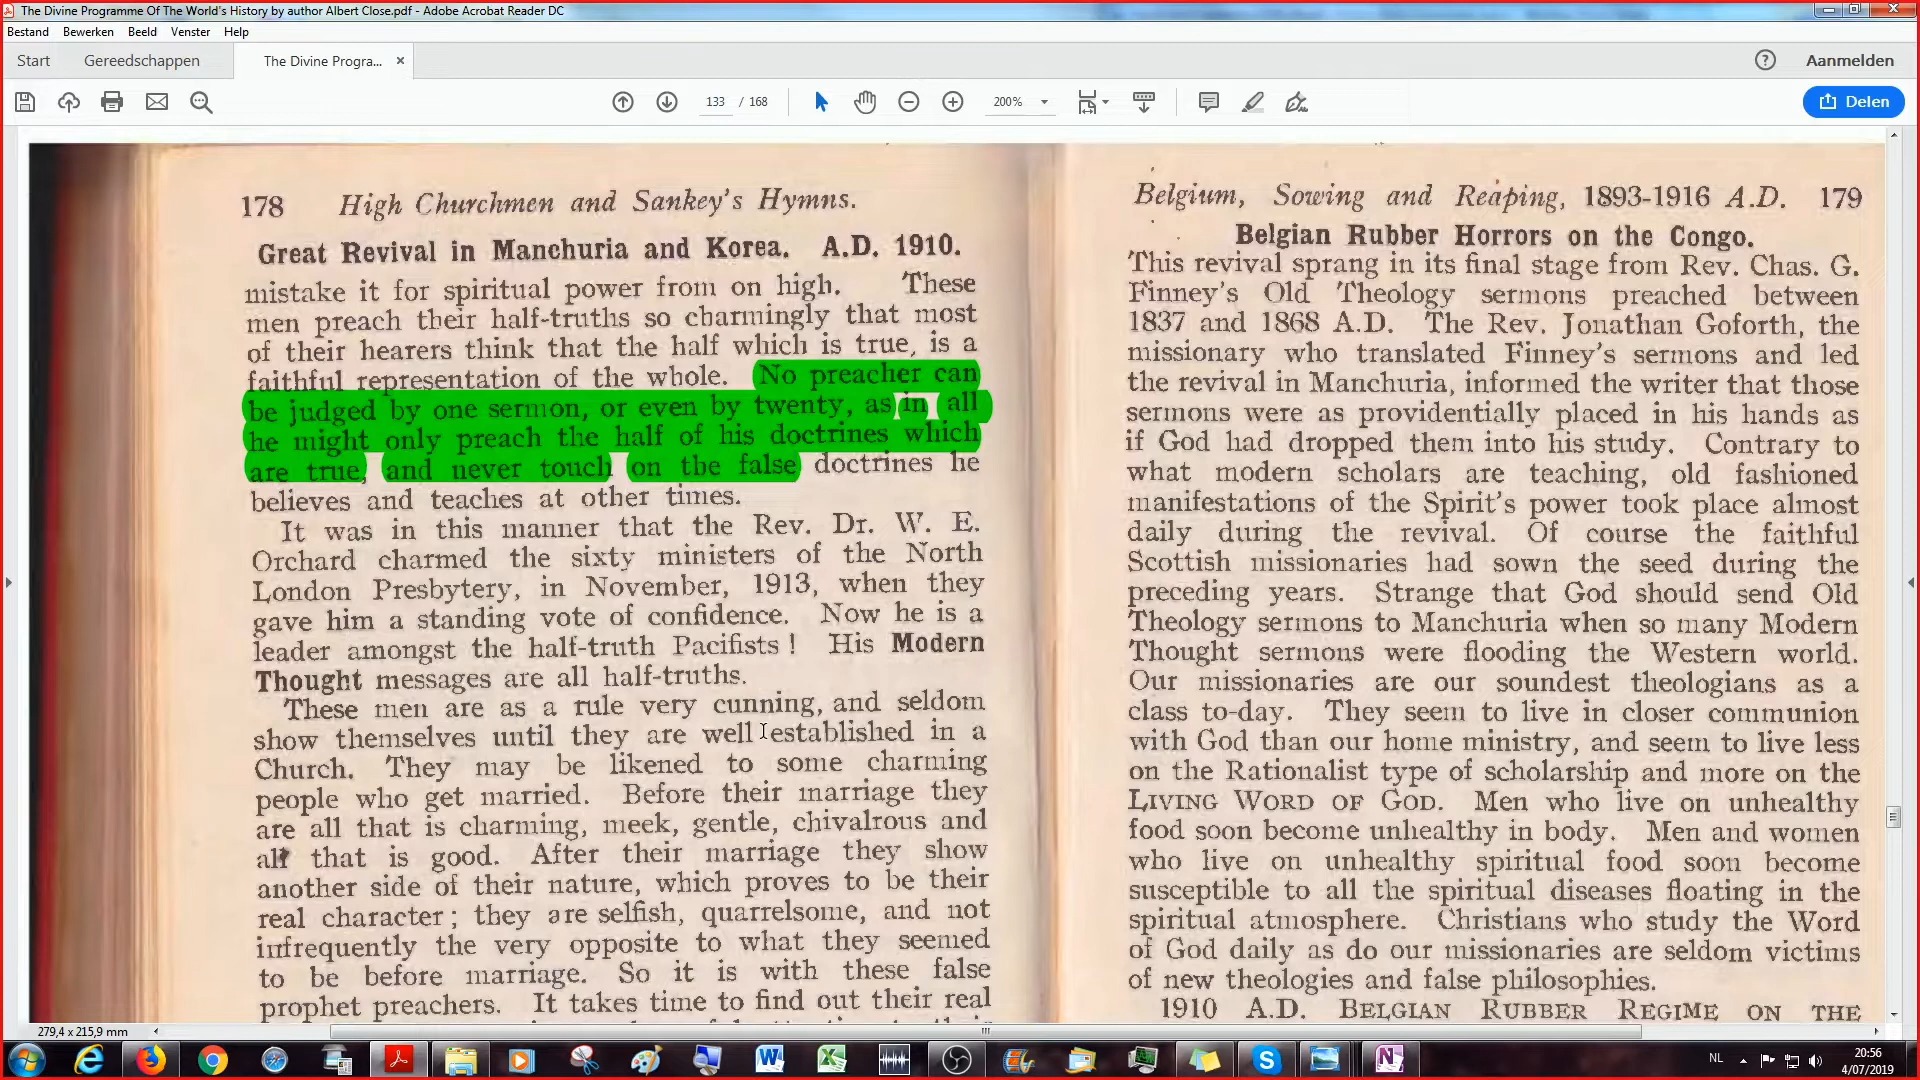 The Divine Programme Of The World's History by author Albert Close.pdf - Adobe Acrobat Reader DC
Bestand Bewerken Beeld Venster Help
Start Gereedschappen The Divine Progra... Aanmelden
133 / 168 200% Delen
178 High Churchmen and Sankey's Hymns.
Great Revival in Manchuria and Korea. A.D. 1910.
mistake it for spiritual power from on high. These
men preach their half-truths so charmingly that most
of their hearers think that the half which is true, is a
faithful representation of the whole. No preacher can
be judged by one sermon, or even by twenty, as in all
he might only preach the half of his doctrines which
are true, and never touch on the false doctrines he
believes and teaches at other times.
It was in this manner that the Rev. Dr. W. E.
Orchard charmed the sixty ministers of the North
London Presbytery, in November, 1913, when they
gave him a standing vote of confidence. Now he is a
leader amongst the half-truth Pacifists ! His Modern
Thought messages are all half-truths.
These men are as a rule very cunning, and seldom
show themselves until they are well established in a
Church. They may be likened to some charming
people who get married. Before their marriage they
are all that is charming, meek, gentle, chivalrous and
all that is good. After their marriage they show
another side of their nature, which proves to be their
real character ; they are selfish, quarrelsome, and not
infrequently the very opposite to what they seemed
to be before marriage. So it is with these false
prophet preachers. It takes time to find out their real
Belgium, Sowing and Reaping, 1893-1916 A.D. 179
Belgian Rubber Horrors on the Congo.
This revival sprang in its final stage from Rev. Chas. G.
Finney's Old Theology sermons preached between
1837 and 1868 A.D. The Rev. Jonathan Goforth, the
missionary who translated Finney's sermons and led
the revival in Manchuria, informed the writer that those
sermons were as providentially placed in his hands as
if God had dropped them into his study. Contrary to
what modern scholars are teaching, old fashioned
manifestations of the Spirit's power took place almost
daily during the revival. Of course the faithful
Scottish missionaries had sown the seed during the
preceding years. Strange that God should send Old
Theology sermons to Manchuria when so many Modern
Thought sermons were flooding the Western world.
Our missionaries are our soundest theologians as a
class to-day. They seem to live in closer communion
with God than our home ministry, and seem to live less
on the Rationalist type of scholarship and more on the
LIVING WORD OF GOD. Men who live on unhealthy
food soon become unhealthy in body. Men and women
who live on unhealthy spiritual food soon become
susceptible to all the spiritual diseases floating in the
spiritual atmosphere. Christians who study the Word
of God daily as do our missionaries are seldom victims
of new theologies and false philosophies.
1910 A.D. BELGIAN RUBBER REGIME ON THE
279,4 x 215,9 mm
NL 20:56
4/07/2019